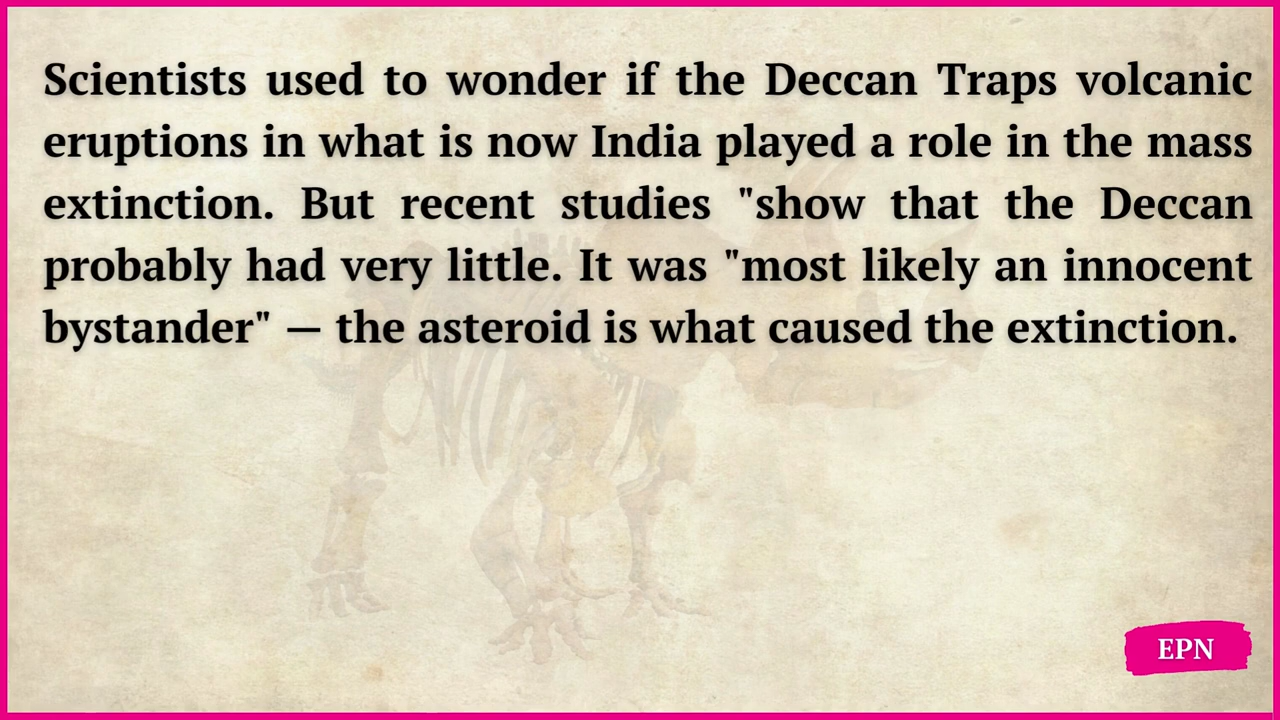 Scientists used to wonder if the Deccan Traps volcanic
eruptions in what is now India played a role in the mass
extinction. But recent studies "show that the Deccan
probably had very little. It was "most likely an innocent
bystander" — the asteroid is what caused the extinction.
EPN